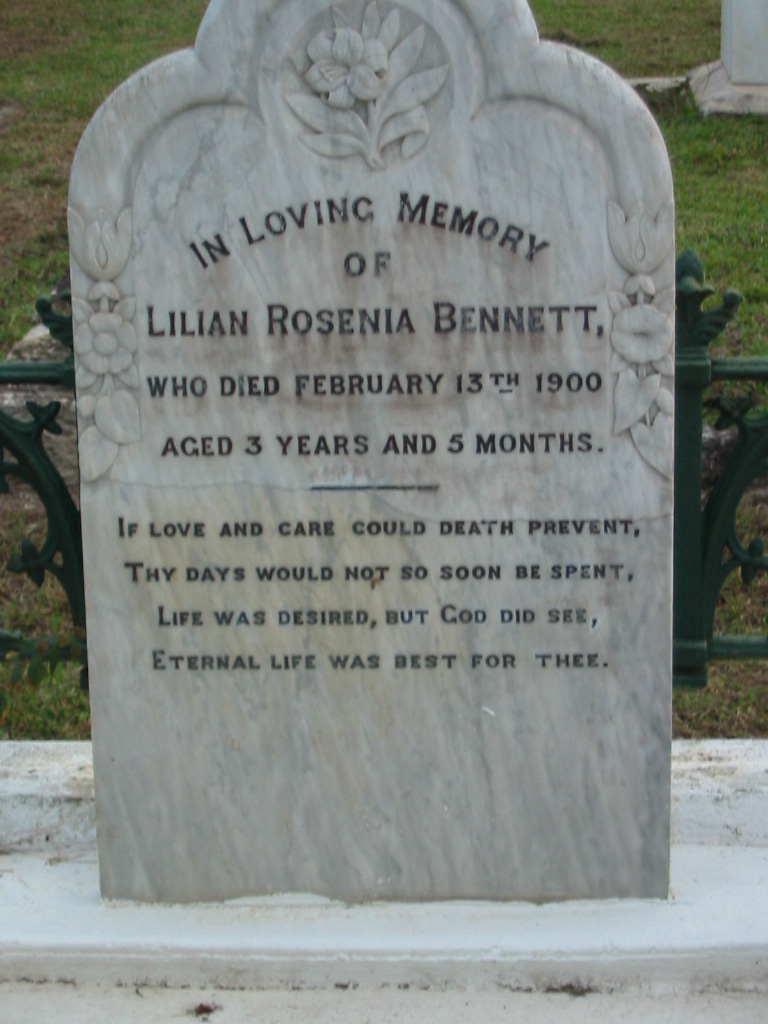 IN LOVING MEMORY
OF
LILIAN ROSENIA BENNETT,
WHO DIED FEBRUARY 13TH 1900
AGED 3 YEARS AND 5 MONTHS.
IF LOVE AND CARE COULD DEATH PREVENT,
THY DAYS WOULD NOT SO SOON BE SPENT,
LIFE WAS DESIRED, BUT GOD DID SEE,
ETERNAL LIFE WAS BEST FOR THEE.